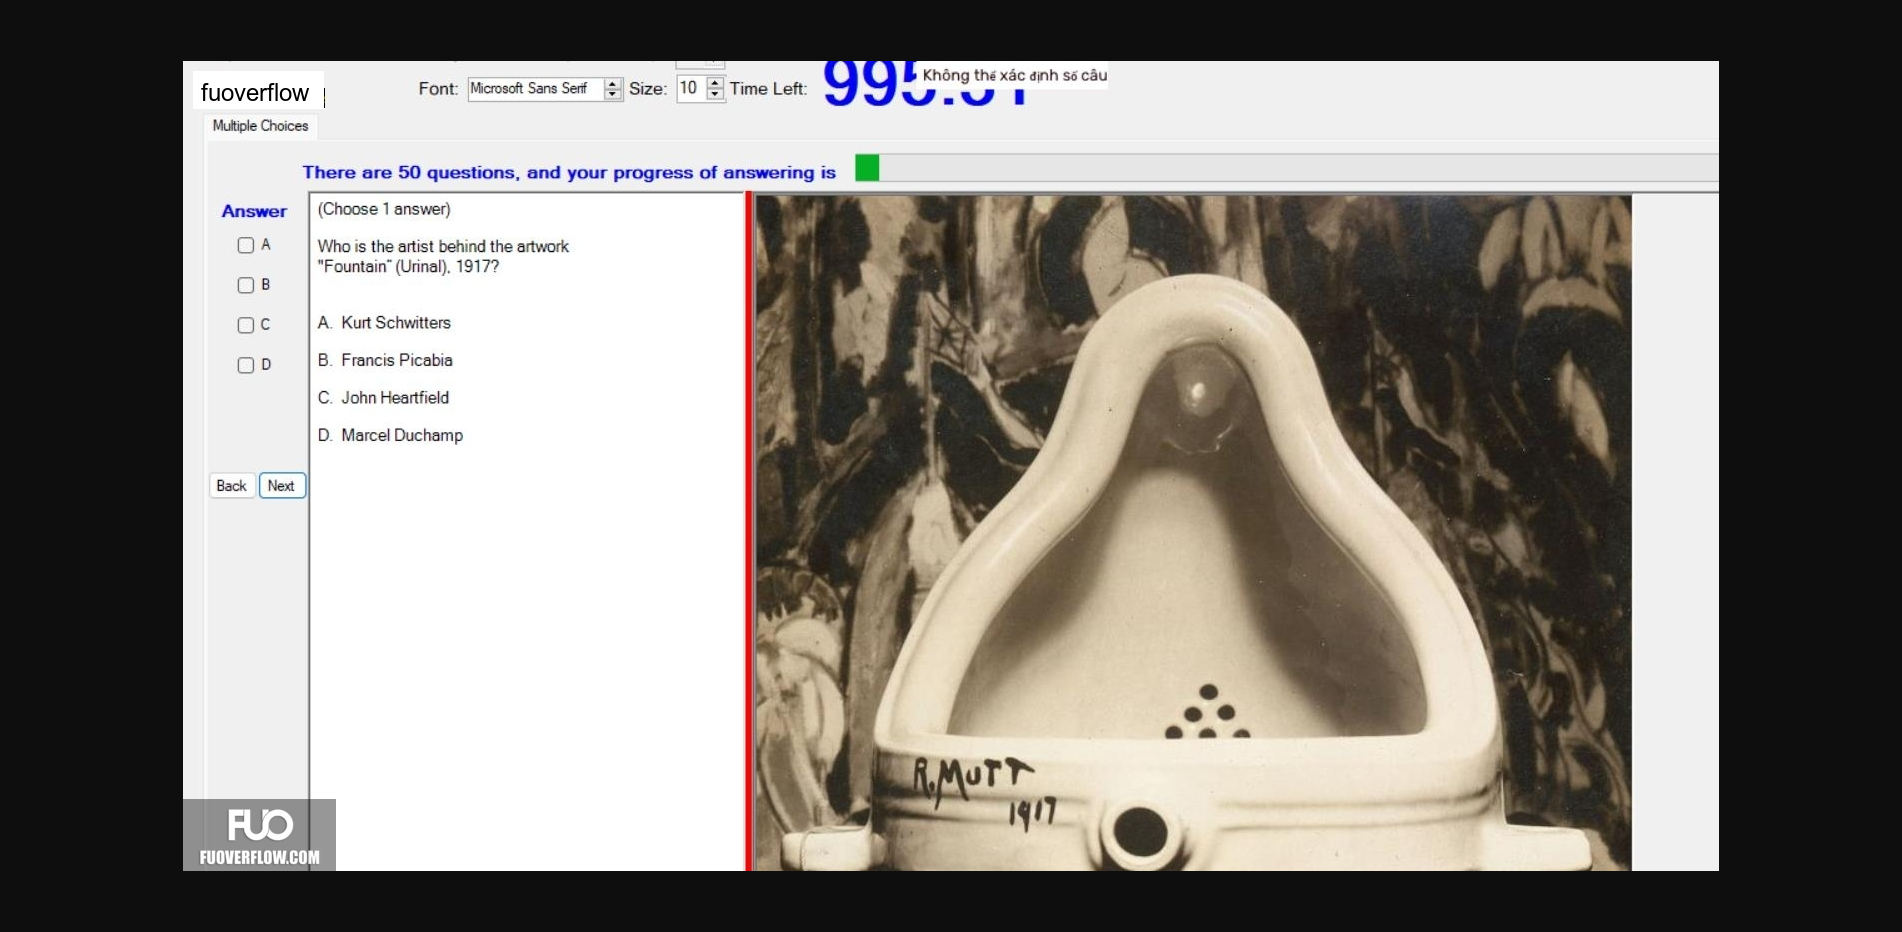 fuoverflow
Font: Microsoft Sans Serif Size: 10 Time Left:
Không thể xác định số câu
Multiple Choices
There are 50 questions, and your progress of answering is
Answer
A
B
C
D
Back Next
(Choose 1 answer)
Who is the artist behind the artwork
"Fountain" (Urinal), 1917?
A. Kurt Schwitters
B. Francis Picabia
C. John Heartfield
D. Marcel Duchamp
R.MUTT
1917
FUO
FUOVERFLOW.COM